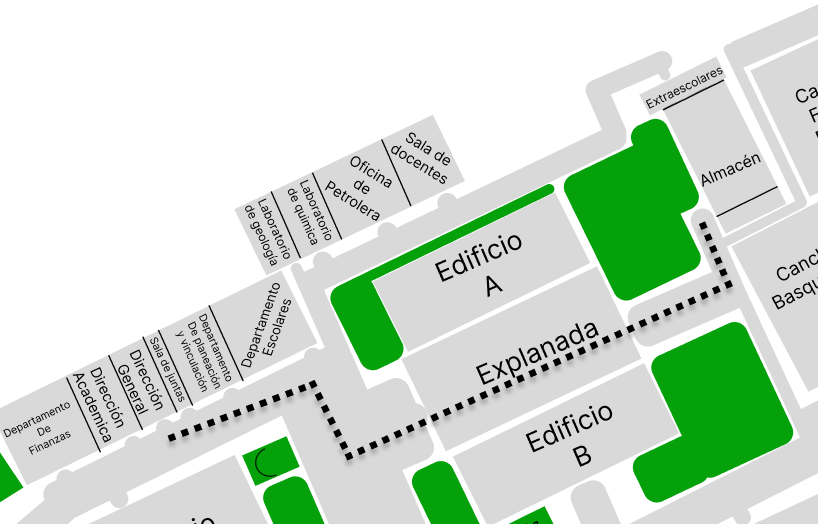 Extraescolares
Almacén
Sala de
docentes
Oficina
de
Petrolera
Laboratorio
de química
Laboratorio
de geología
Edificio
A
Explanada
Edificio
B
Departamento
Escolares
Departamento
De planeación
y vinculación
Sala de juntas
Dirección
General
Dirección
Academica
Departamento
De
Finanzas